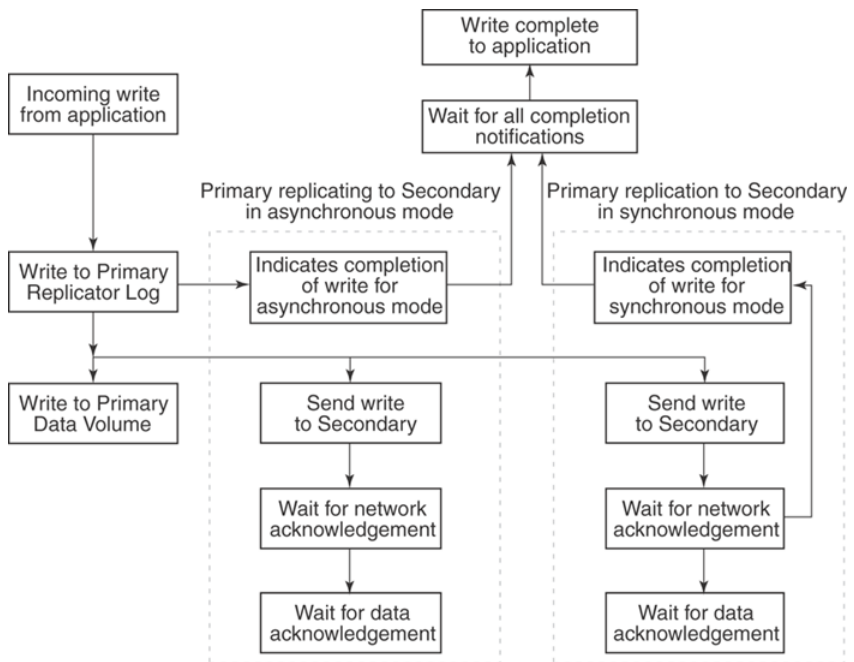 Write complete
to application
Incoming write
from application
Wait for all completion
notifications
Primary replicating to Secondary
in asynchronous mode
Primary replication to Secondary
in synchronous mode
Write to Primary
Replicator Log
Indicates completion
of write for
asynchronous mode
Indicates completion
of write for
synchronous mode
Write to Primary
Data Volume
Send write
to Secondary
Send write
to Secondary
Wait for network
acknowledgement
Wait for network
acknowledgement
Wait for data
acknowledgement
Wait for data
acknowledgement